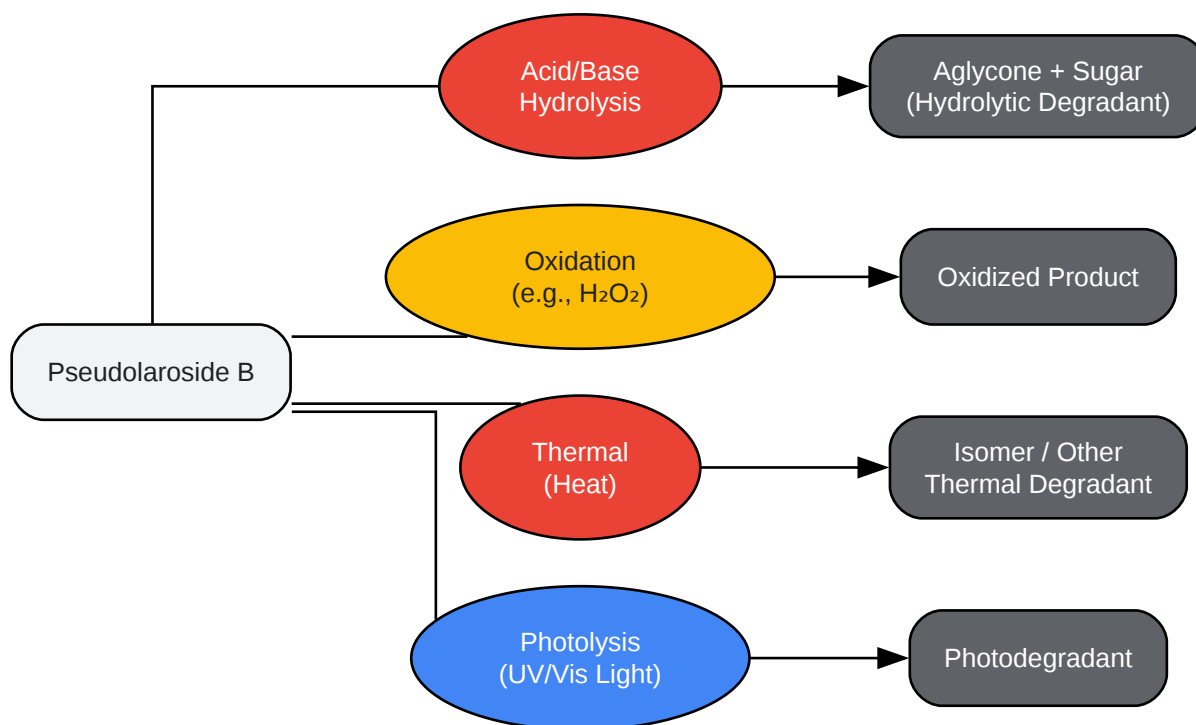 Acid/Base
Hydrolysis
Aglycone + Sugar
(Hydrolytic Degradant)
Oxidation
(e.g., H₂O₂)
Oxidized Product
Pseudolaroside B
Thermal
(Heat)
Isomer / Other
Thermal Degradant
Photolysis
(UV/Vis Light)
Photodegradant